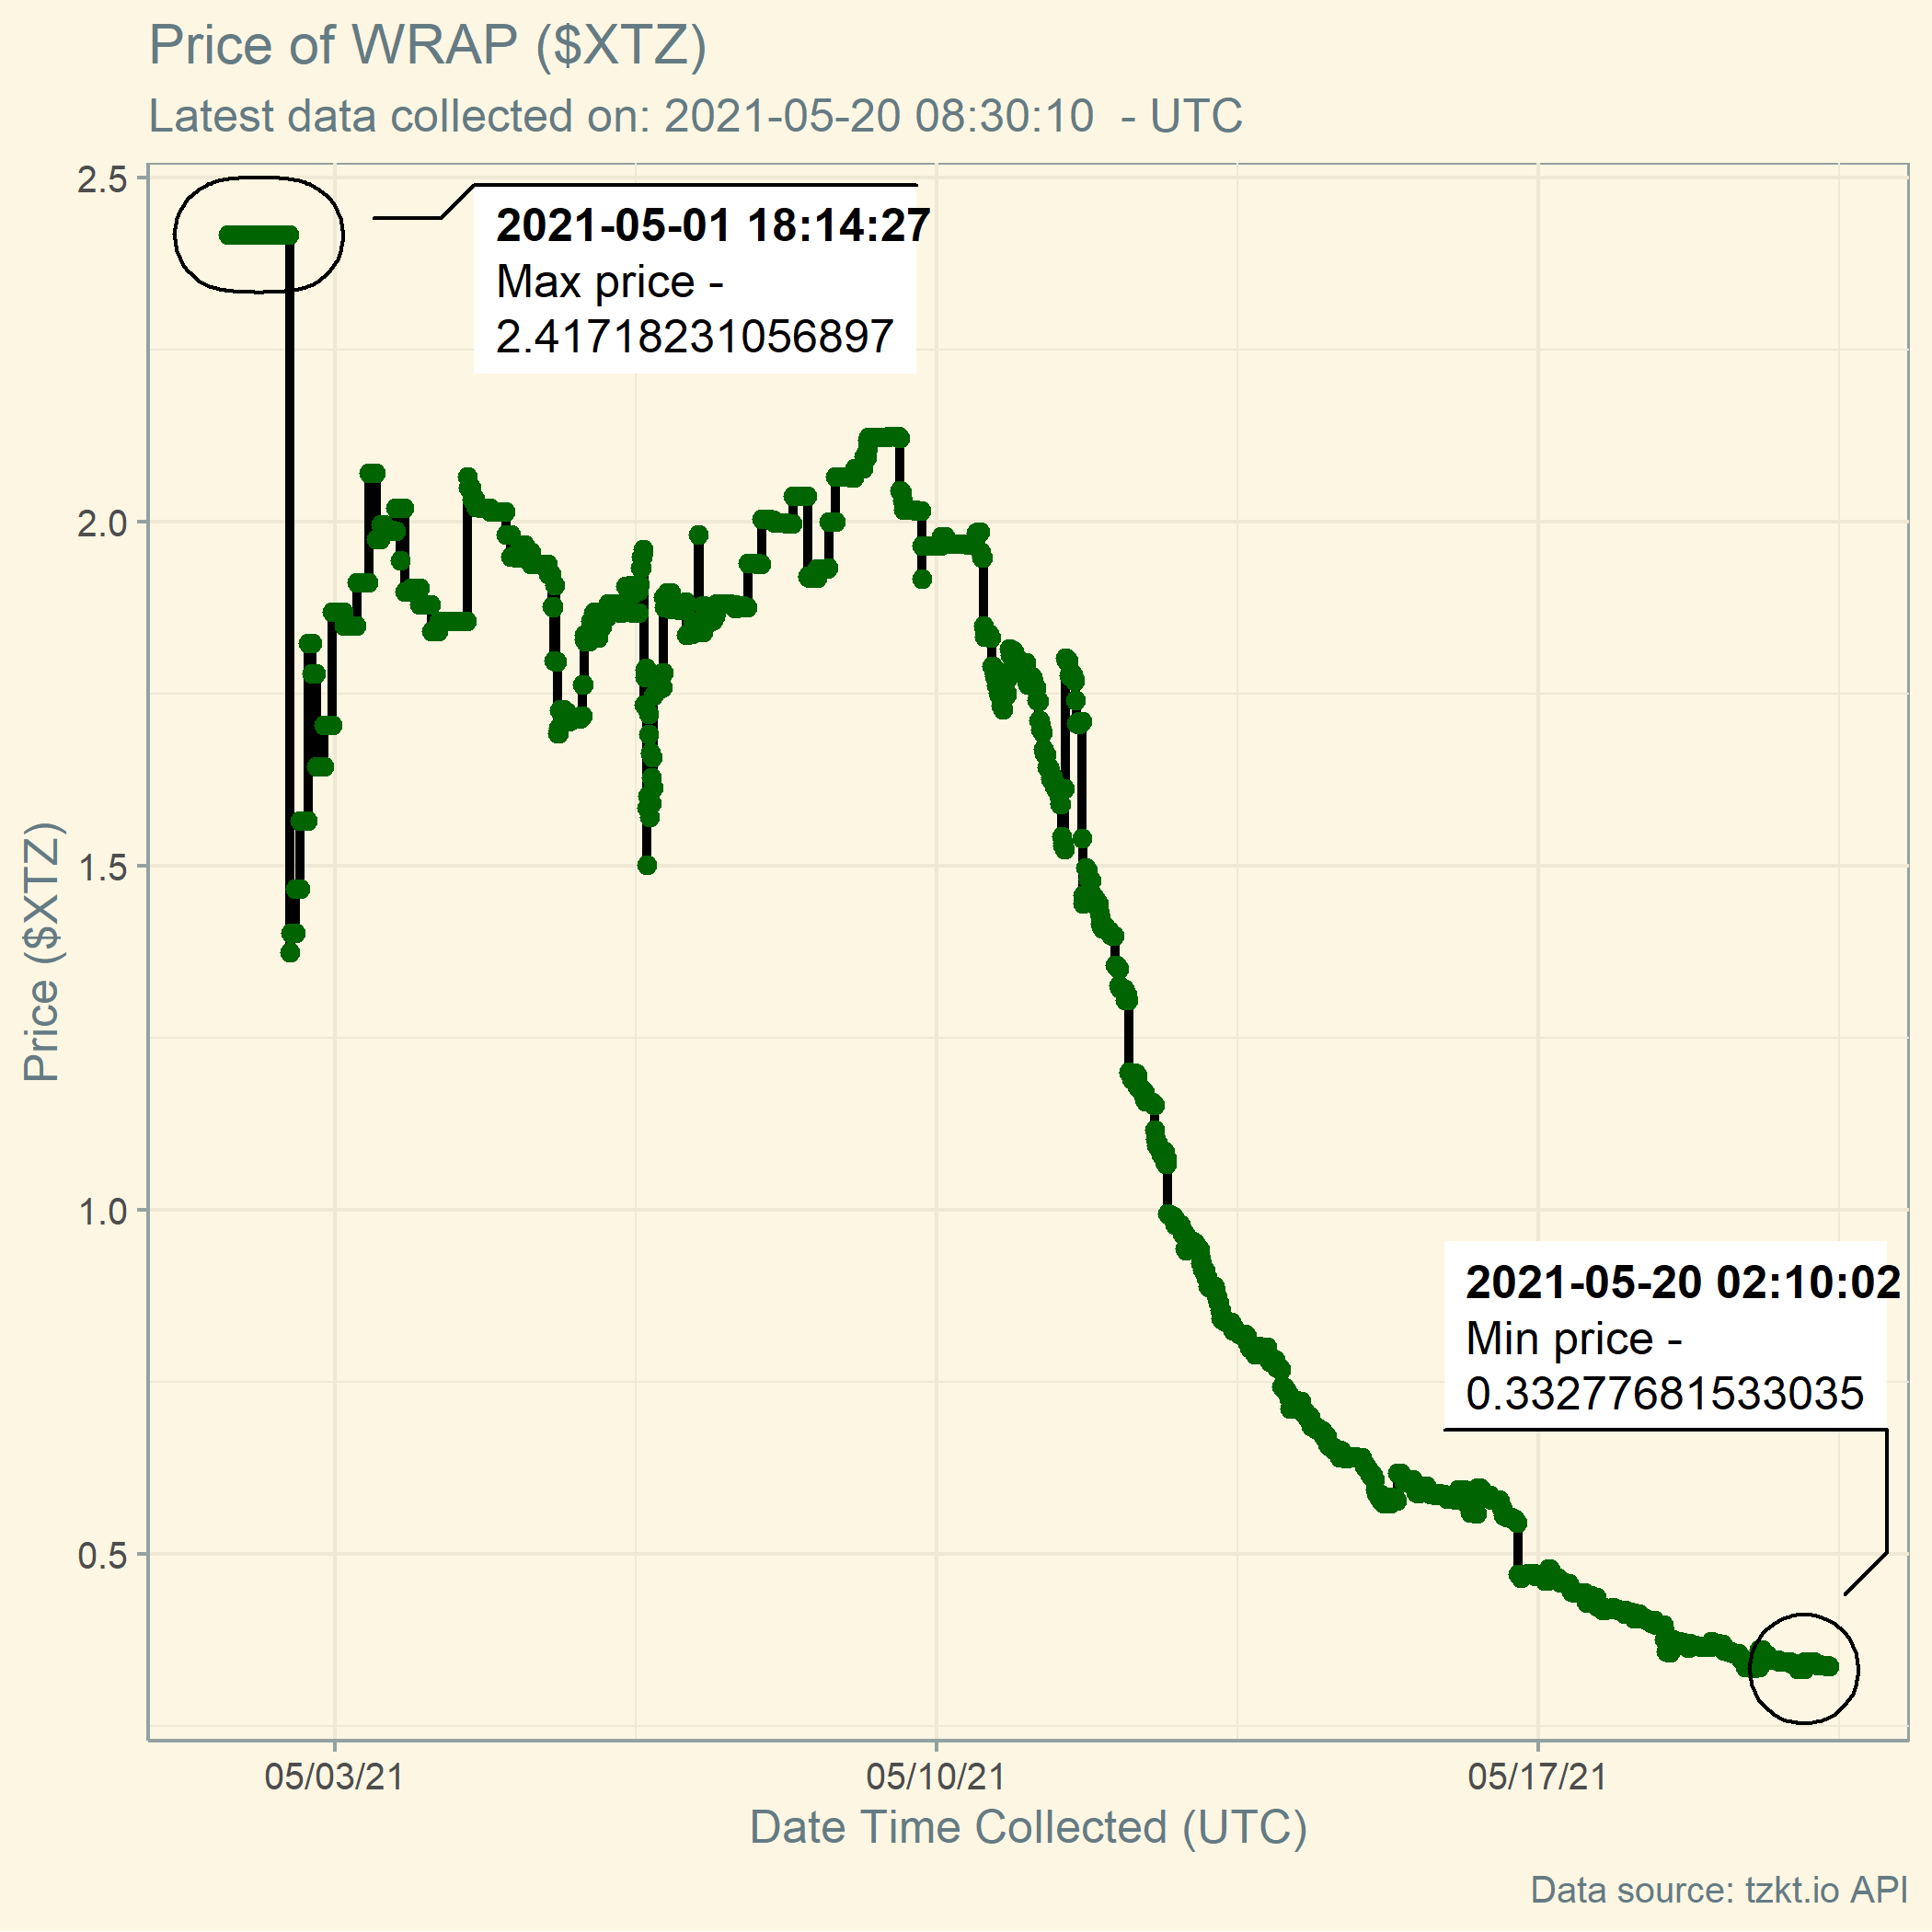 Price of WRAP ($XTZ)
Latest data collected on: 2021-05-20 08:30:10  - UTC
2.5
2021-05-01 18:14:27
Max price -
2.41718231056897
2.0
1.5
Price ($XTZ)
1.0
2021-05-20 02:10:02
Min price -
0.33277681533035
0.5
05/03/21
05/10/21
05/17/21
Date Time Collected (UTC)
Data source: tzkt.io API